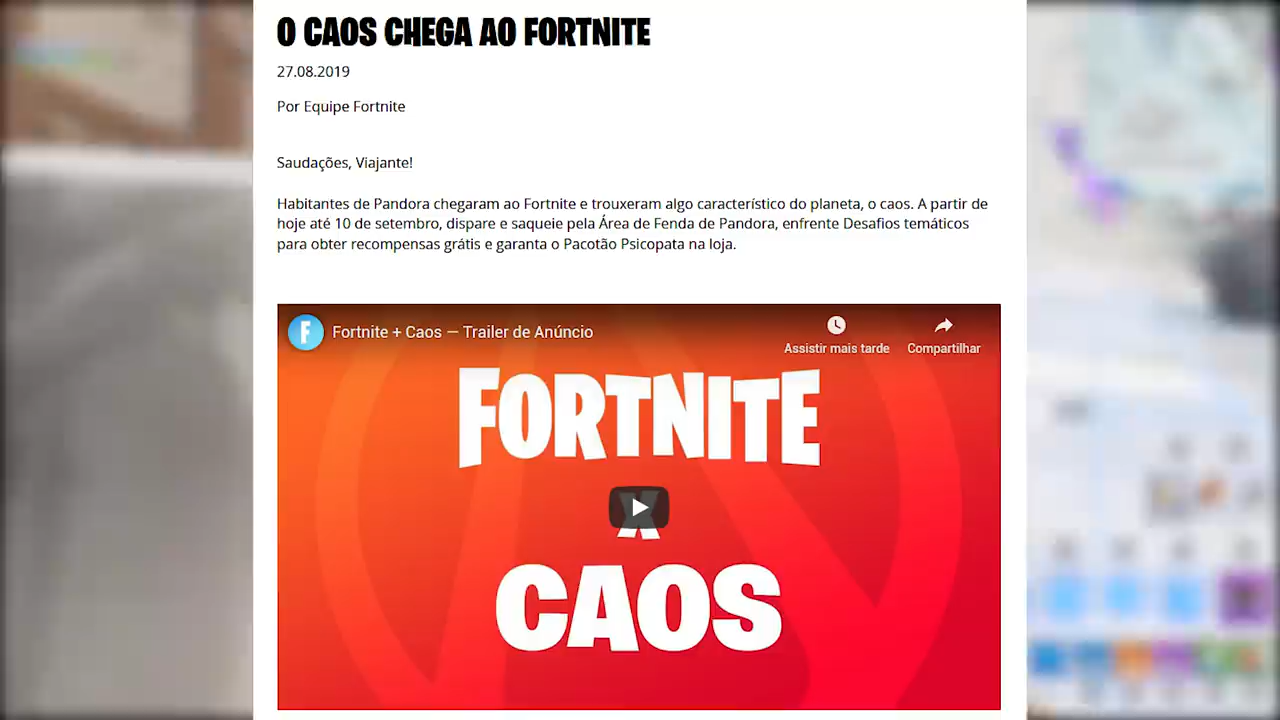 O CAOS CHEGA AO FORTNITE
27.08.2019
Por Equipe Fortnite
Saudações, Viajante!
Habitantes de Pandora chegaram ao Fortnite e trouxeram algo característico do planeta, o caos. A partir de
hoje até 10 de setembro, dispare e saqueie pela Área de Fenda de Pandora, enfrente Desafios temáticos
para obter recompensas grátis e garanta o Pacotão Psicopata na loja.
F
Fortnite + Caos — Trailer de Anúncio
Assistir mais tarde
Compartilhar
FORTNITE
X
CAOS